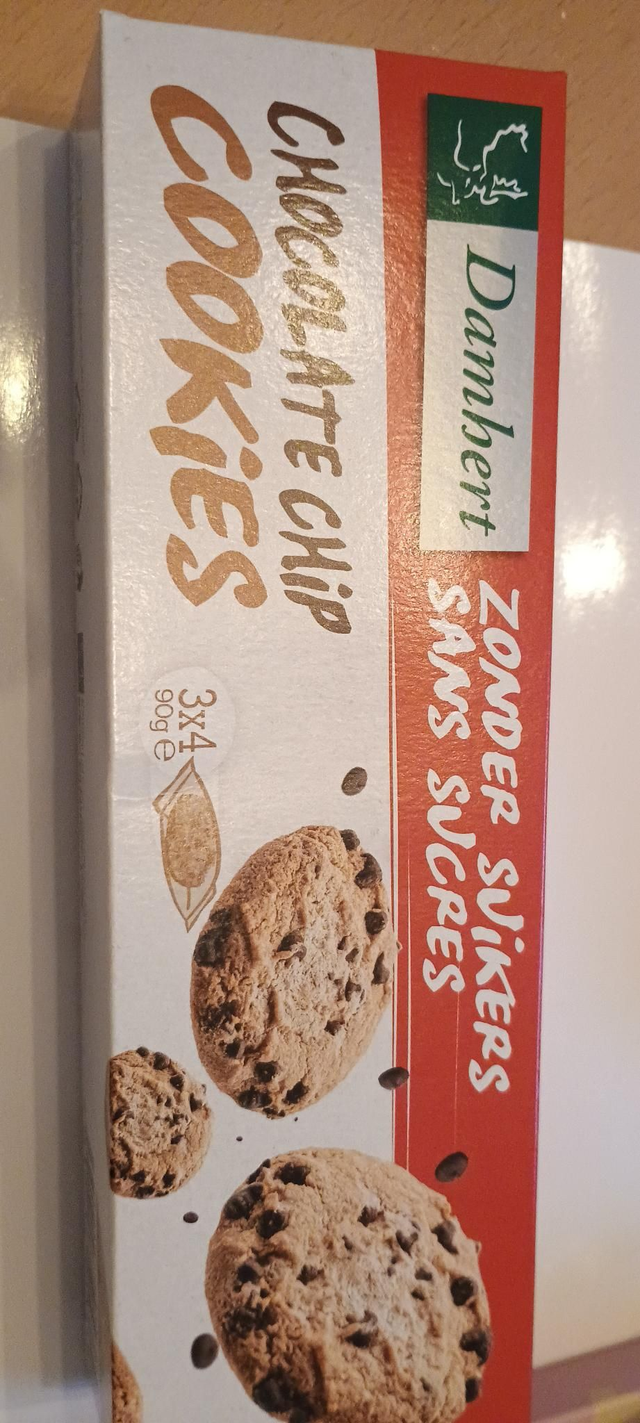 Damhert
ZONDER SUiKERS
SANS SUCRES
CHOCOLATE CHiP
COOKiES
3x4
90g e